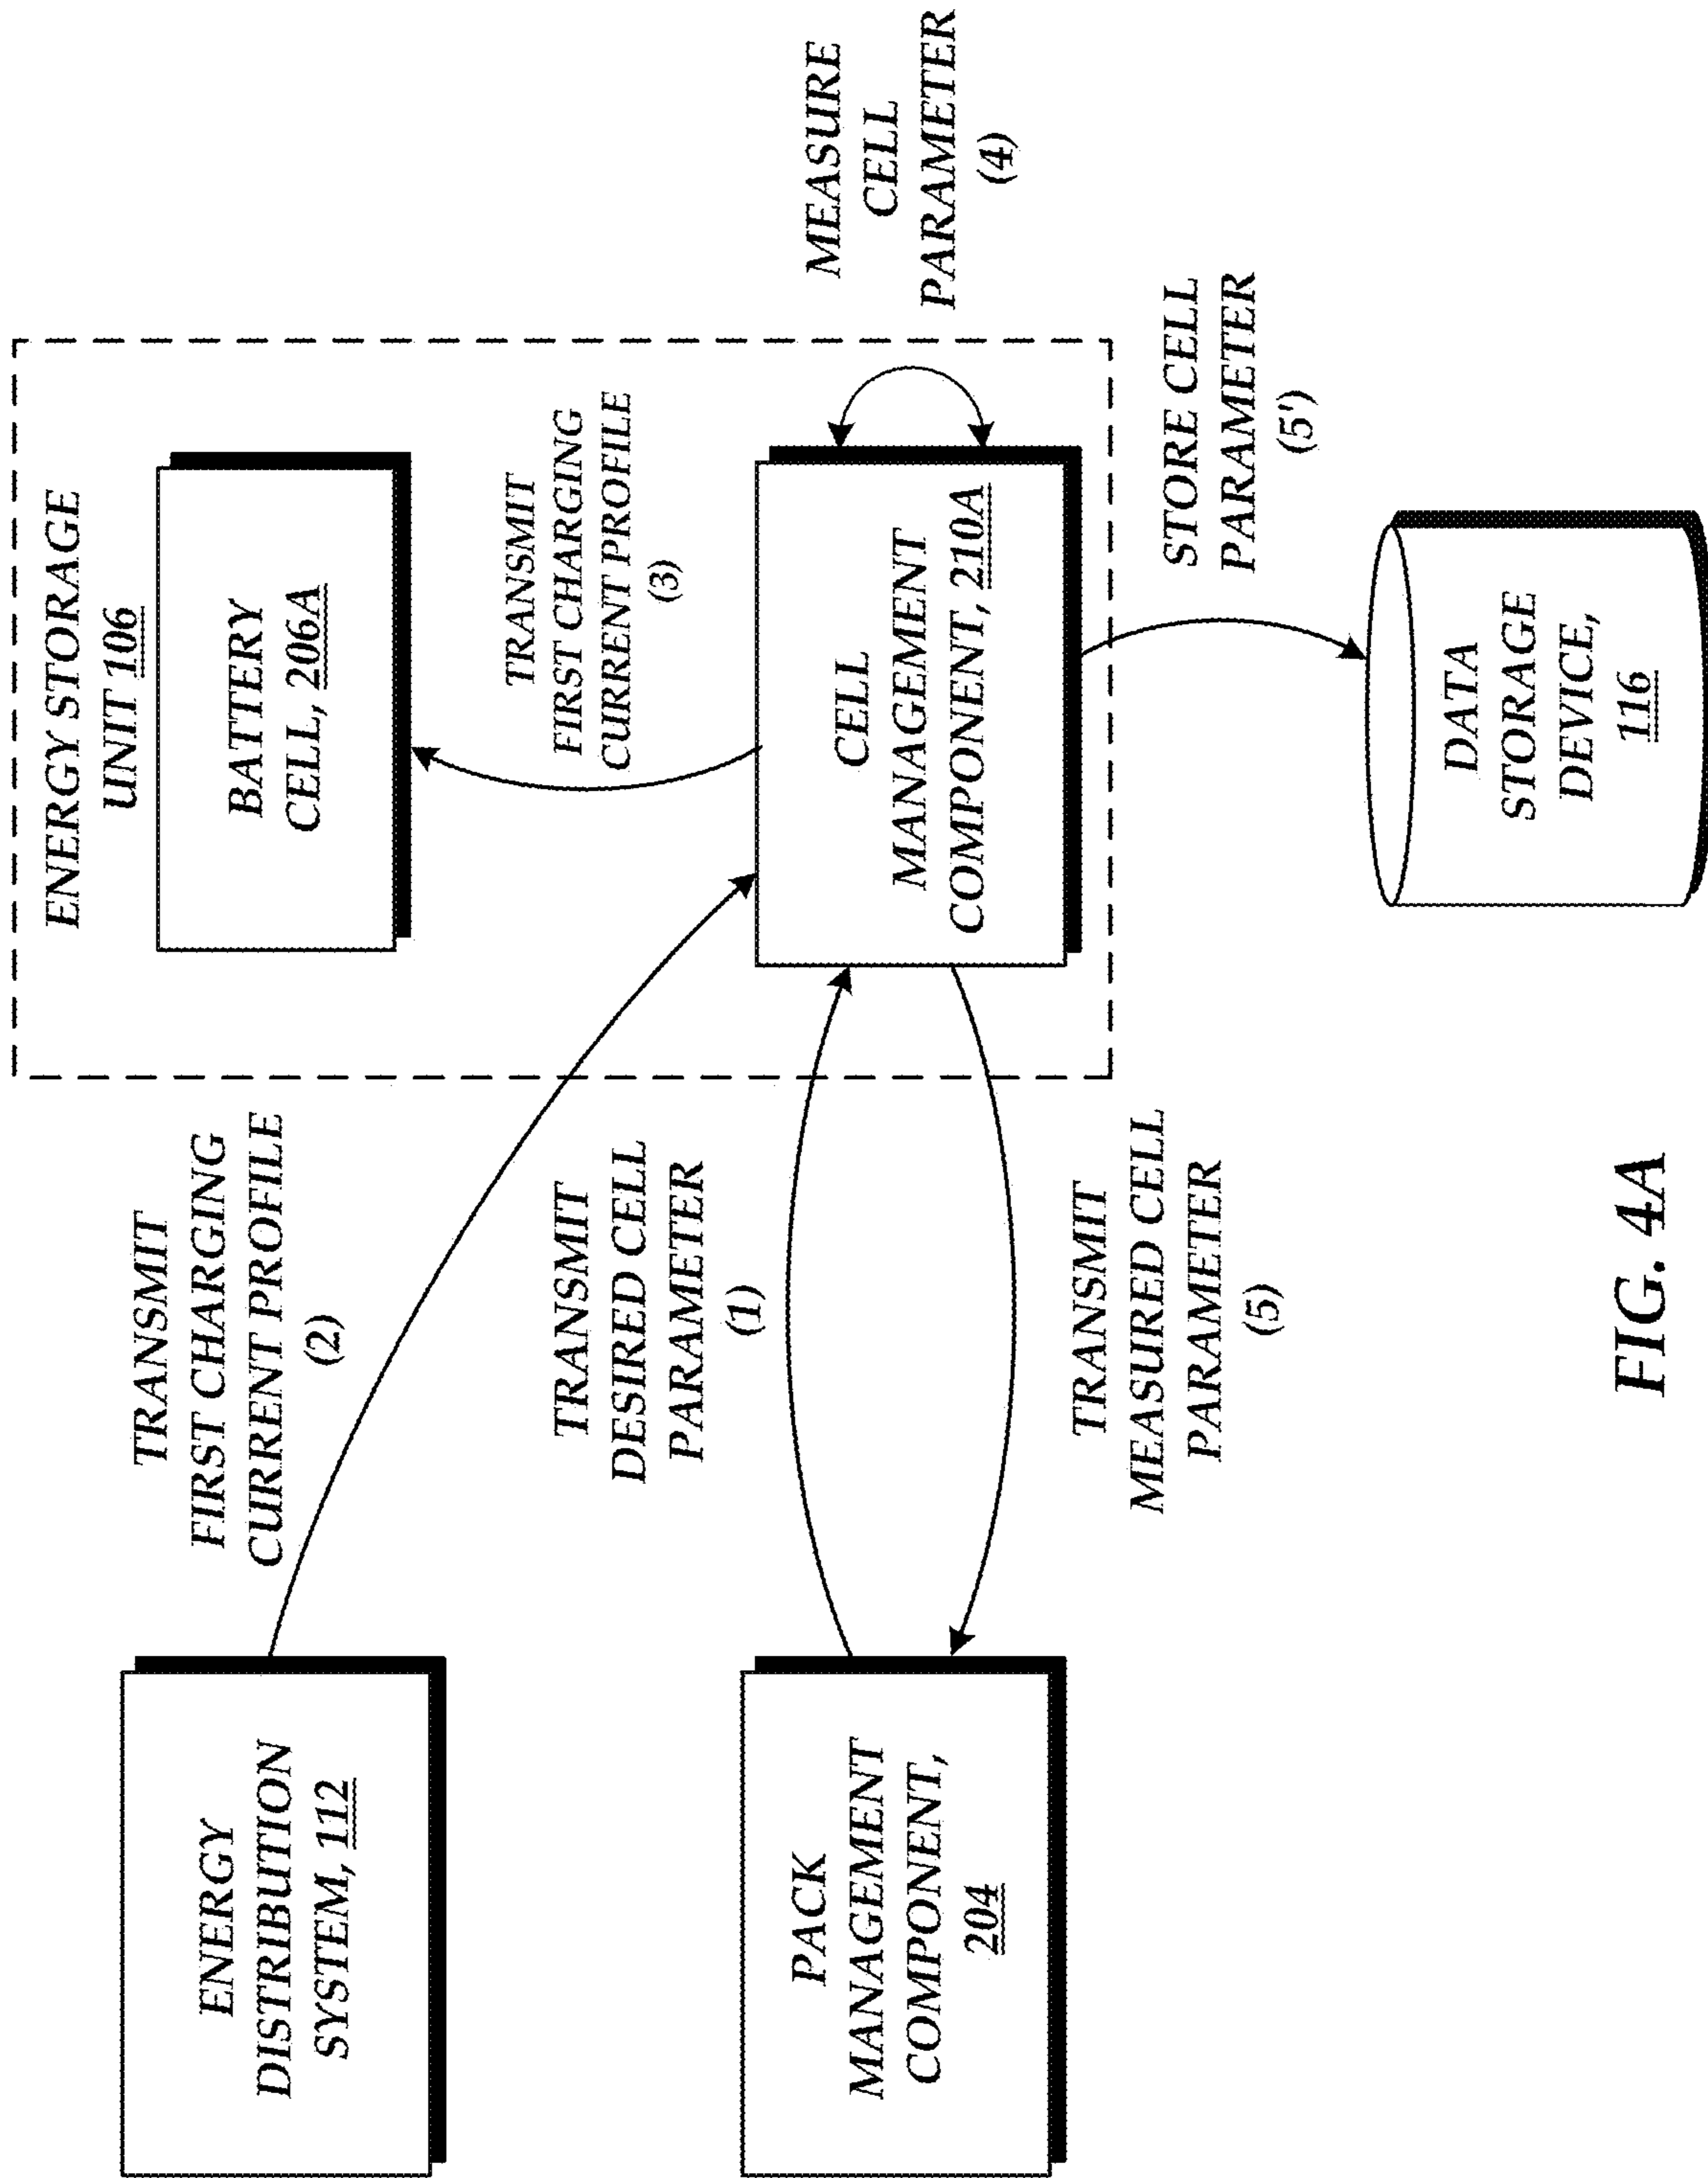 ENERGY
DISTRIBUTION
SYSTEM, 112
TRANSMIT
FIRST CHARGING
CURRENT PROFILE
(2)
ENERGY STORAGE
UNIT 106
BATTERY
CELL, 206A
TRANSMIT
FIRST CHARGING
CURRENT PROFILE
(3)
PACK
MANAGEMENT
COMPONENT,
204
TRANSMIT
DESIRED CELL
PARAMETER
(1)
TRANSMIT
MEASURED CELL
PARAMETER
(5)
CELL
MANAGEMENT
COMPONENT, 210A
MEASURE
CELL
PARAMETER
(4)
STORE CELL
PARAMETER
(5')
DATA
STORAGE
DEVICE,
116
FIG. 4A